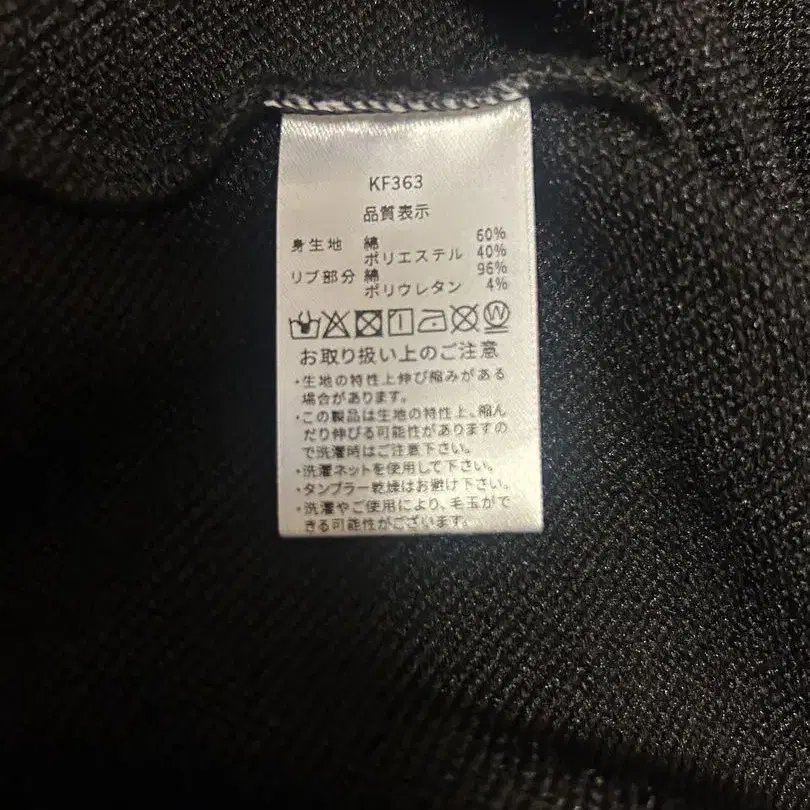 KF363
品質表示
身生地 綿 60%
ポリエステル 40%
リブ部分 綿 96%
ポリウレタン 4%
お取り扱い上のご注意
・生地の特性上伸び縮みがある
場合があります。
・この製品は生地の特性上、縮ん
だり伸びる可能性がありますの
で洗濯時はご注意下さい。
・洗濯ネットを使用して下さい。
・タンブラー乾燥はお避け下さい。
・洗濯やご使用により、毛玉がで
きる可能性がございます。